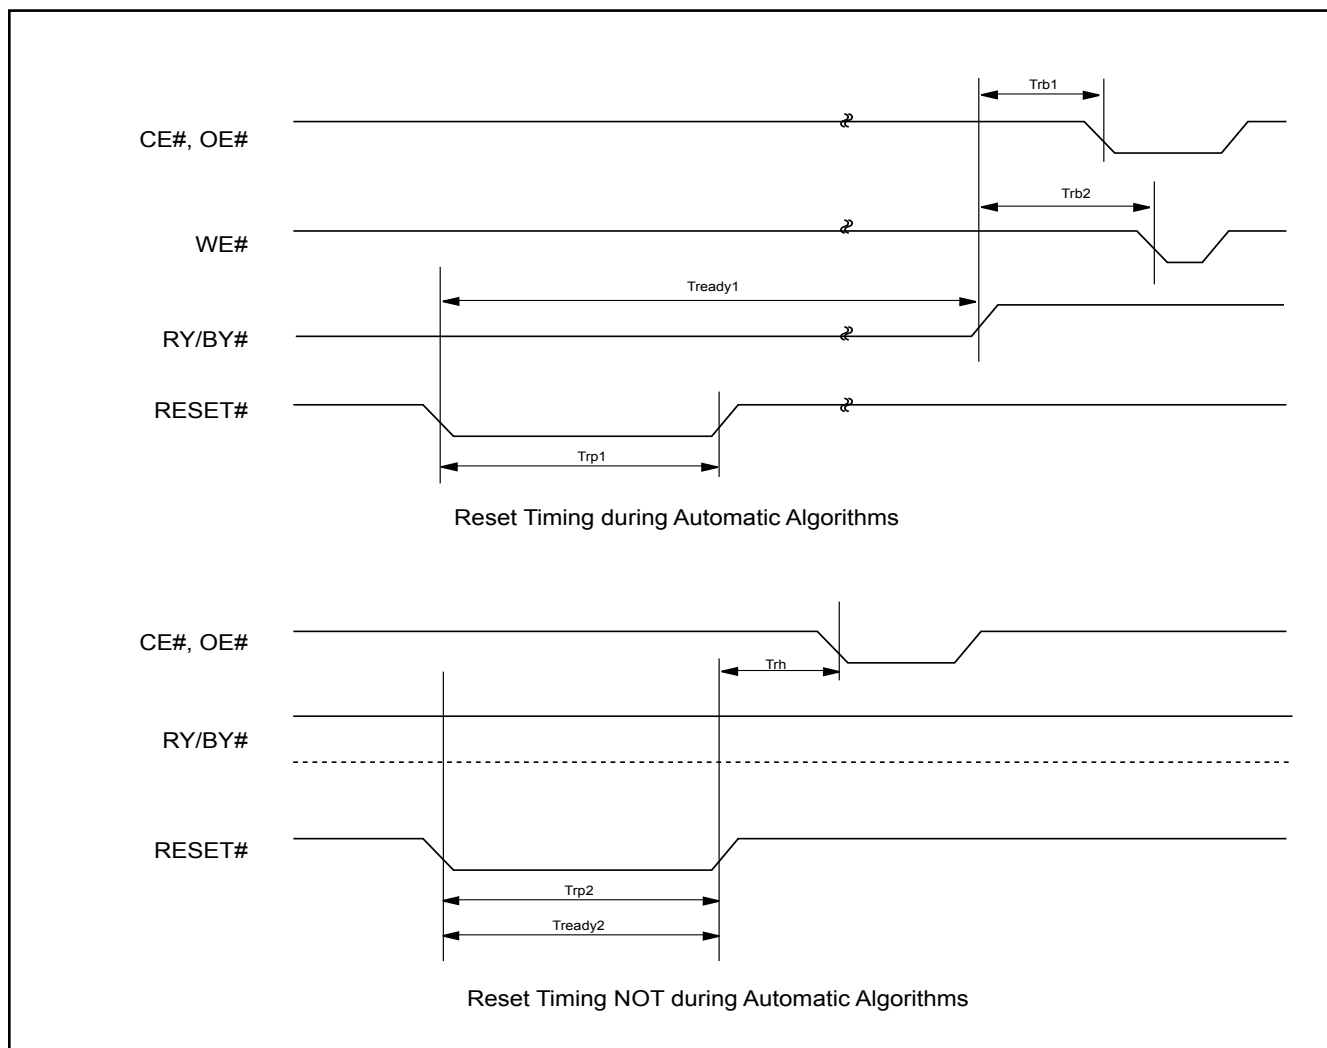 Trb1
CE#, OE#
Trb2
WE#
Tready1
RY/BY#
RESET#
Trp1
Reset Timing during Automatic Algorithms
CE#, OE#
Trh
RY/BY#
RESET#
Trp2
Tready2
Reset Timing NOT during Automatic Algorithms